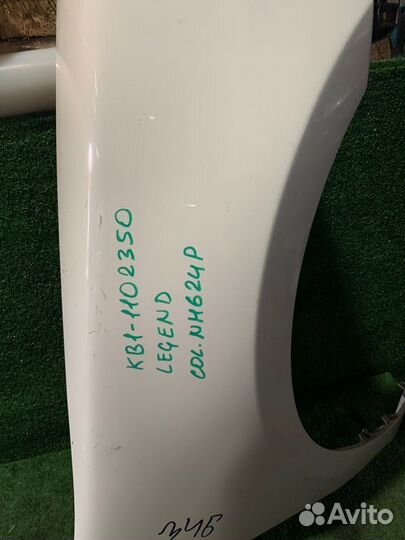 KB1-1102350
LEGEND
COL.NH624P
Avito